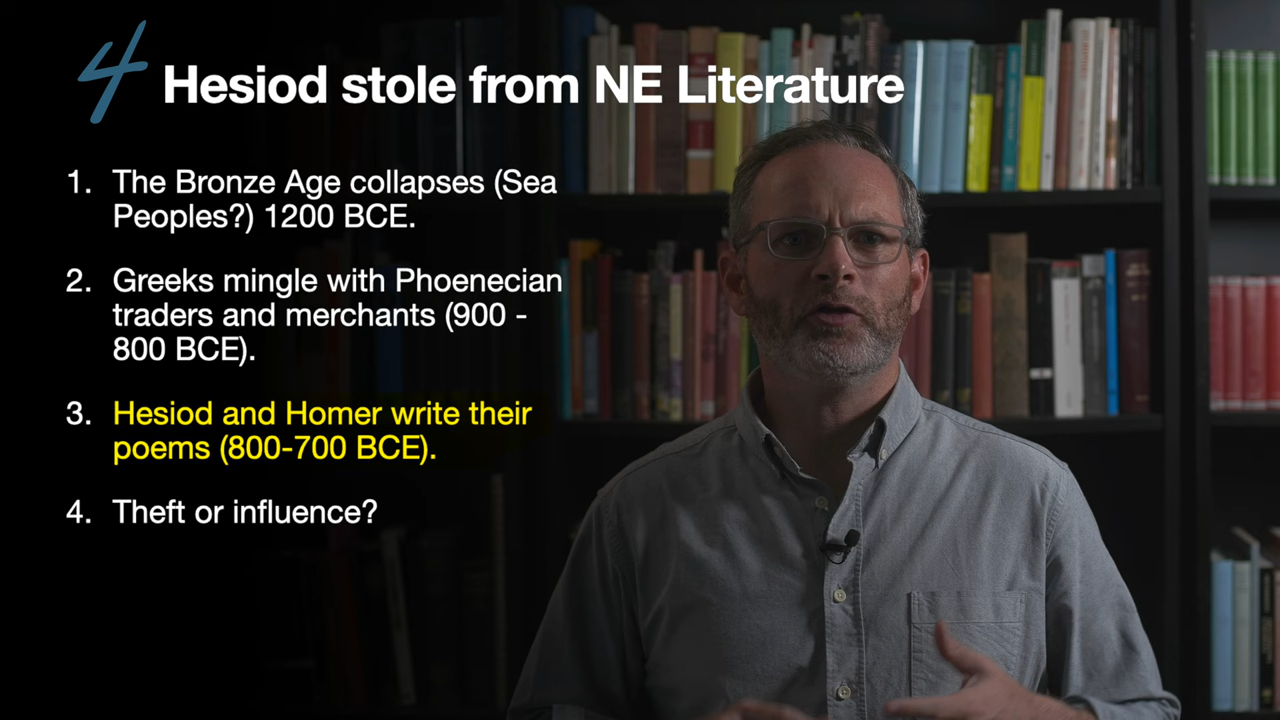 4 Hesiod stole from NE Literature
1. The Bronze Age collapses (Sea
Peoples?) 1200 BCE.
2. Greeks mingle with Phoenecian
traders and merchants (900 -
800 BCE).
3. Hesiod and Homer write their
poems (800-700 BCE).
4. Theft or influence?